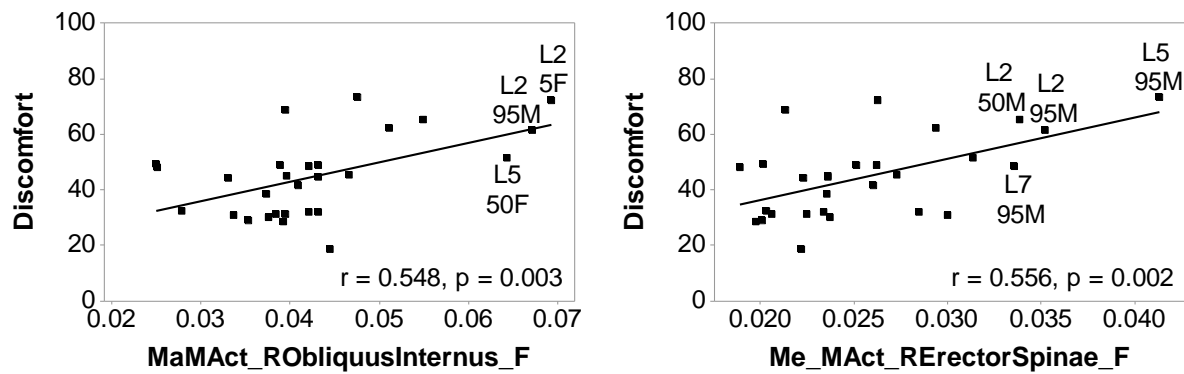 100
80
60
40
20
0
Discomfort
L2
5F
L2
95M
L5
50F
r = 0.548, p = 0.003
0.02 0.03 0.04 0.05 0.06 0.07
MaMAct_RObliquusInternus_F
100
80
60
40
20
0
Discomfort
L5
95M
L2
50M
L2
95M
L7
95M
r = 0.556, p = 0.002
0.020 0.025 0.030 0.035 0.040
Me_MAct_RErectorSpinae_F